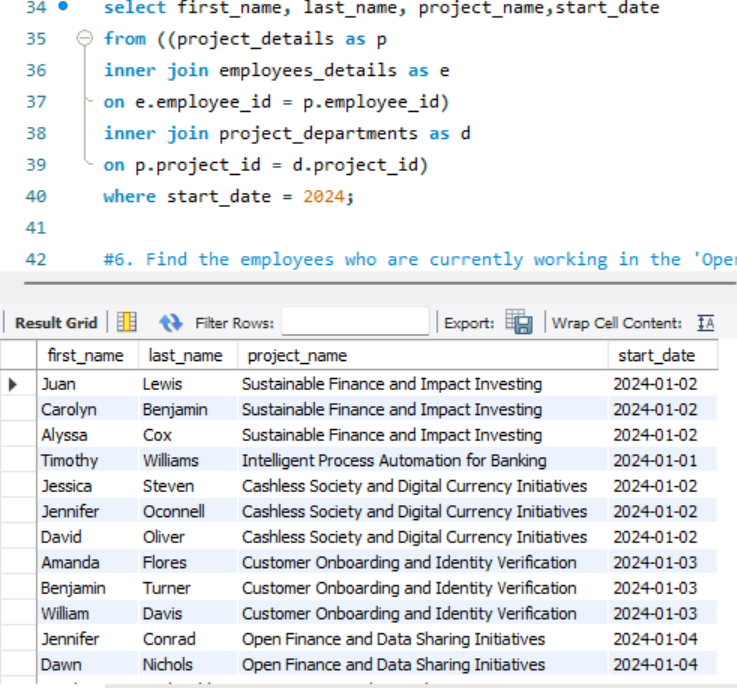 34 select first_name, last_name, project_name,start_date
35 from ((project_details as p
36 inner join employees_details as e
37 on e.employee_id = p.employee_id)
38 inner join project_departments as d
39 on p.project_id = d.project_id)
40 where start_date = 2024;
41
42 #6. Find the employees who are currently working in the 'Oper
Result Grid Filter Rows: Export: Wrap Cell Content: IA
first_name last_name project_name start_date
Juan Lewis Sustainable Finance and Impact Investing 2024-01-02
Carolyn Benjamin Sustainable Finance and Impact Investing 2024-01-02
Alyssa Cox Sustainable Finance and Impact Investing 2024-01-02
Timothy Williams Intelligent Process Automation for Banking 2024-01-01
Jessica Steven Cashless Society and Digital Currency Initiatives 2024-01-02
Jennifer Oconnell Cashless Society and Digital Currency Initiatives 2024-01-02
David Oliver Cashless Society and Digital Currency Initiatives 2024-01-02
Amanda Flores Customer Onboarding and Identity Verification 2024-01-03
Benjamin Turner Customer Onboarding and Identity Verification 2024-01-03
William Davis Customer Onboarding and Identity Verification 2024-01-03
Jennifer Conrad Open Finance and Data Sharing Initiatives 2024-01-04
Dawn Nichols Open Finance and Data Sharing Initiatives 2024-01-04